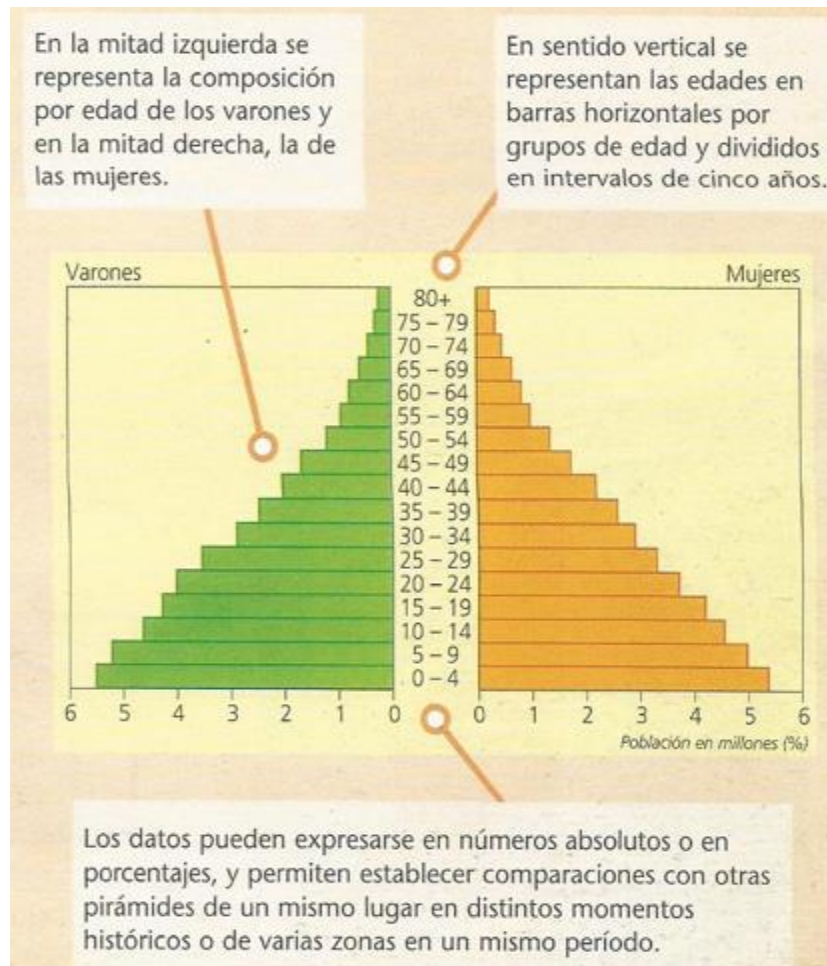 En la mitad izquierda se
representa la composición
por edad de los varones y
en la mitad derecha, la de
las mujeres.
En sentido vertical se
representan las edades en
barras horizontales por
grupos de edad y divididos
en intervalos de cinco años.
Varones
Mujeres
80+
75 – 79
70 – 74
65 – 69
60 – 64
55 – 59
50 – 54
45 – 49
40 – 44
35 – 39
30 – 34
25 – 29
20 – 24
15 – 19
10 – 14
5 – 9
0 – 4
6 5 4 3 2 1 0 0 1 2 3 4 5 6
Población en millones (%)
Los datos pueden expresarse en números absolutos o en
porcentajes, y permiten establecer comparaciones con otras
pirámides de un mismo lugar en distintos momentos
históricos o de varias zonas en un mismo período.